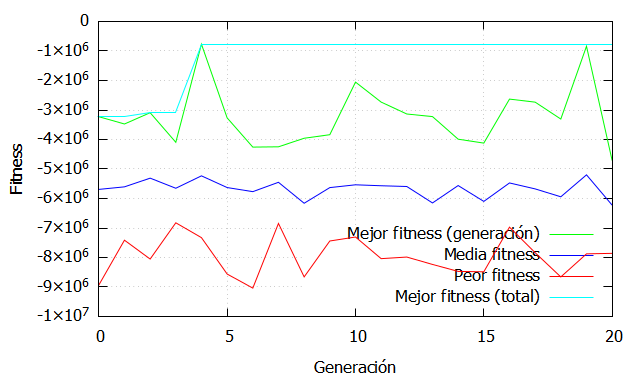 0
-1×10⁶
-2×10⁶
-3×10⁶
-4×10⁶
-5×10⁶
-6×10⁶
-7×10⁶
-8×10⁶
-9×10⁶
-1×10⁷
Fitness
Mejor fitness (generación)
Media fitness
Peor fitness
Mejor fitness (total)
0 5 10 15 20
Generación